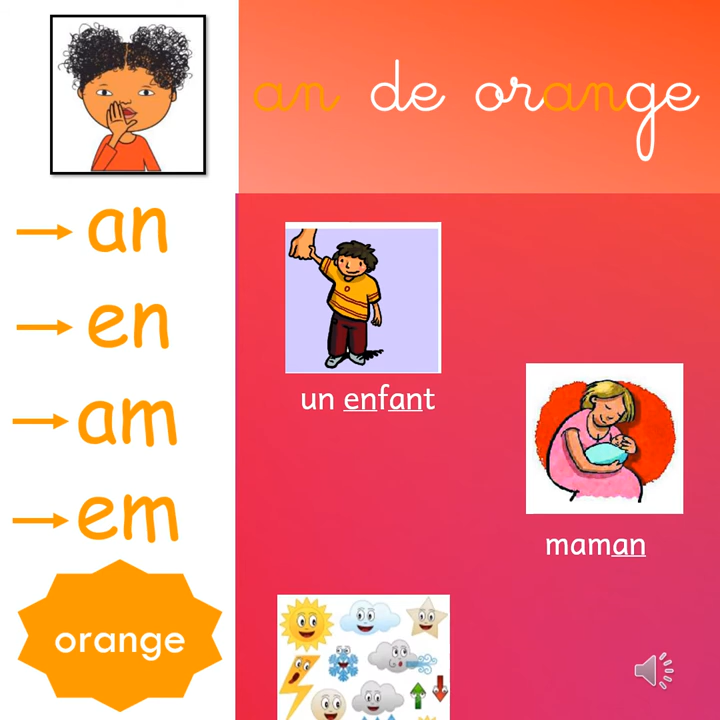 an de orange
an
en
am
em
orange
un enfant
maman